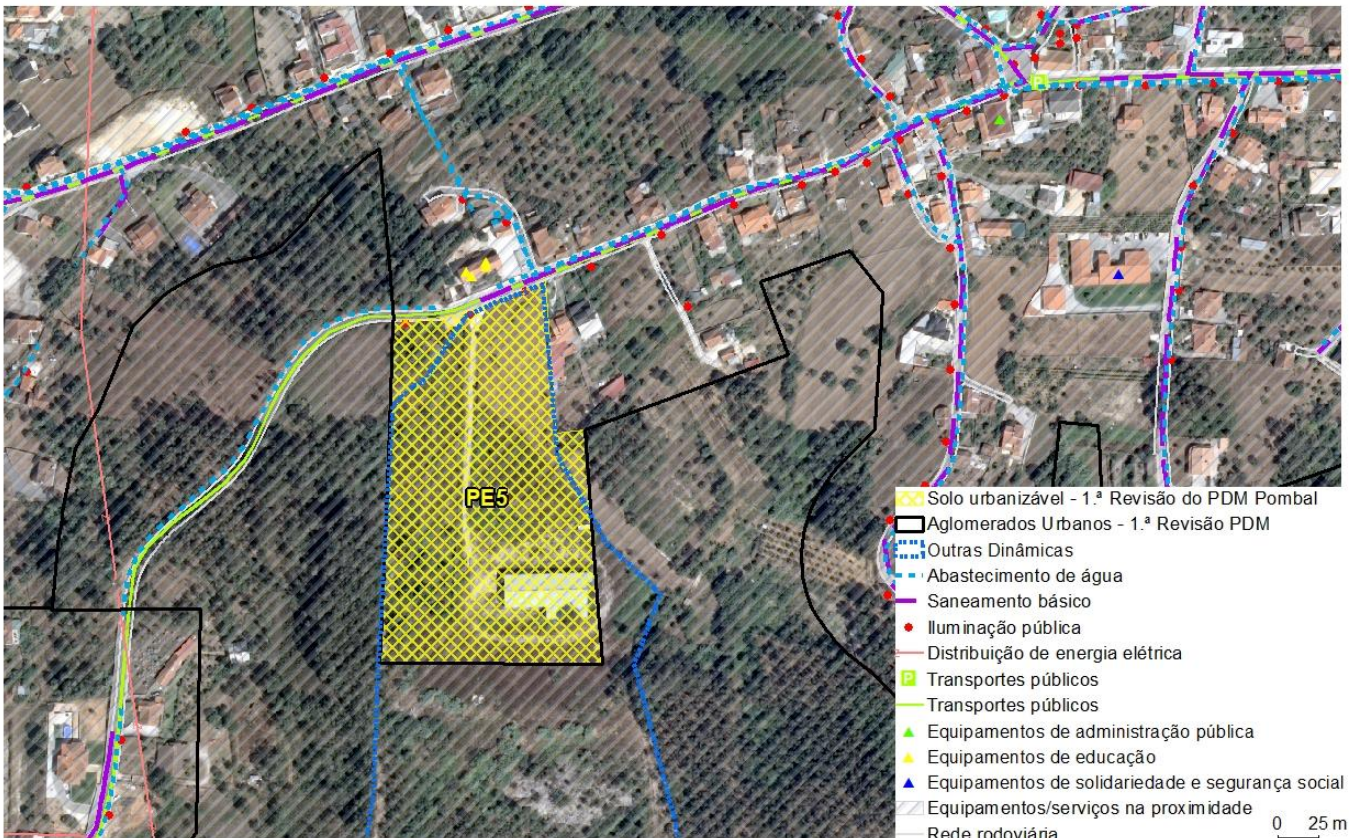 P
PE5
Solo urbanizável - 1.ª Revisão do PDM Pombal
Aglomerados Urbanos - 1.ª Revisão PDM
Outras Dinâmicas
Abastecimento de água
Saneamento básico
Iluminação pública
Distribuição de energia elétrica
P Transportes públicos
Transportes públicos
Equipamentos de administração pública
Equipamentos de educação
Equipamentos de solidariedade e segurança social
Equipamentos/serviços na proximidade
Rede rodoviária
0 25 m